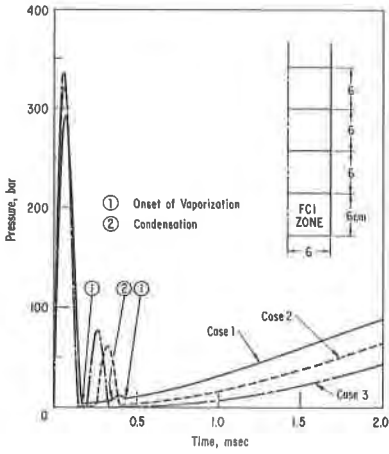 400
300
200
100
0
Pressure, bar
0.5
1.0
1.5
2.0
Time, msec
① Onset of Vaporization
② Condensation
① ② ①
Case 1
Case 2
Case 3
FCI
ZONE
6
6
6
6cm
6